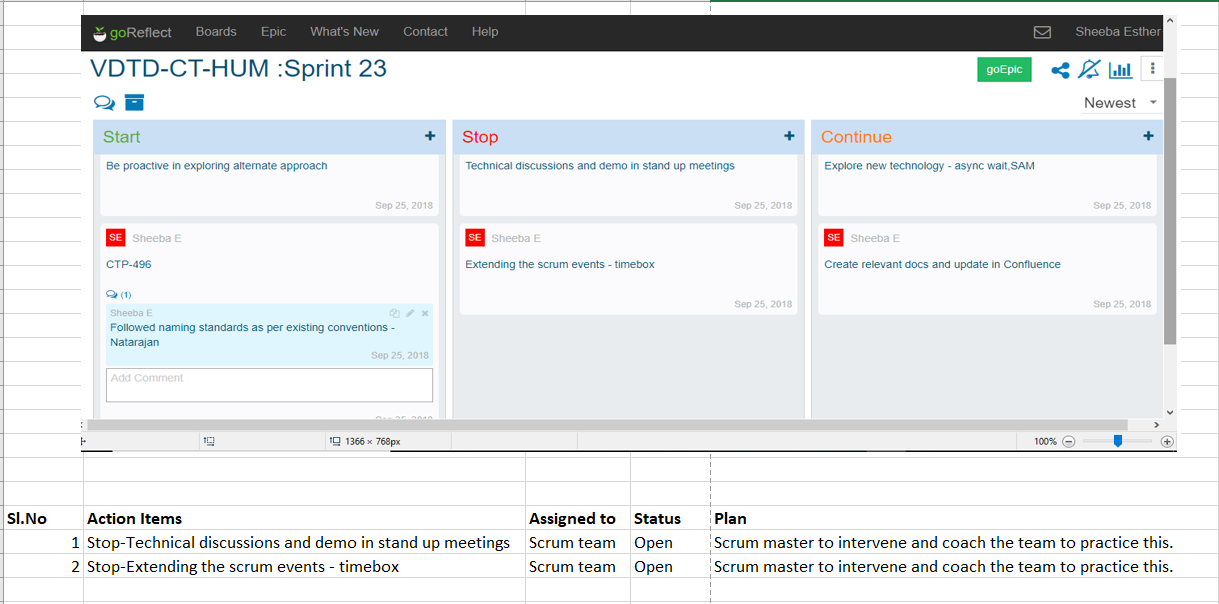 goReflect Boards Epic What's New Contact Help Sheeba Esther
VDTD-CT-HUM :Sprint 23
goEpic
Newest
Start + Stop + Continue +
Be proactive in exploring alternate approach
Sep 25, 2018
SE Sheeba E
CTP-496
(1)
Sheeba E
Followed naming standards as per existing conventions -
Natarajan
Sep 25, 2018
Add Comment
Technical discussions and demo in stand up meetings
Sep 25, 2018
SE Sheeba E
Extending the scrum events - timebox
Sep 25, 2018
Explore new technology - async wait,SAM
Sep 25, 2018
SE Sheeba E
Create relevant docs and update in Confluence
Sep 25, 2018
1366 × 768px 100%
Sl.No Action Items Assigned to Status Plan
1 Stop-Technical discussions and demo in stand up meetings Scrum team Open Scrum master to intervene and coach the team to practice this.
2 Stop-Extending the scrum events - timebox Scrum team Open Scrum master to intervene and coach the team to practice this.